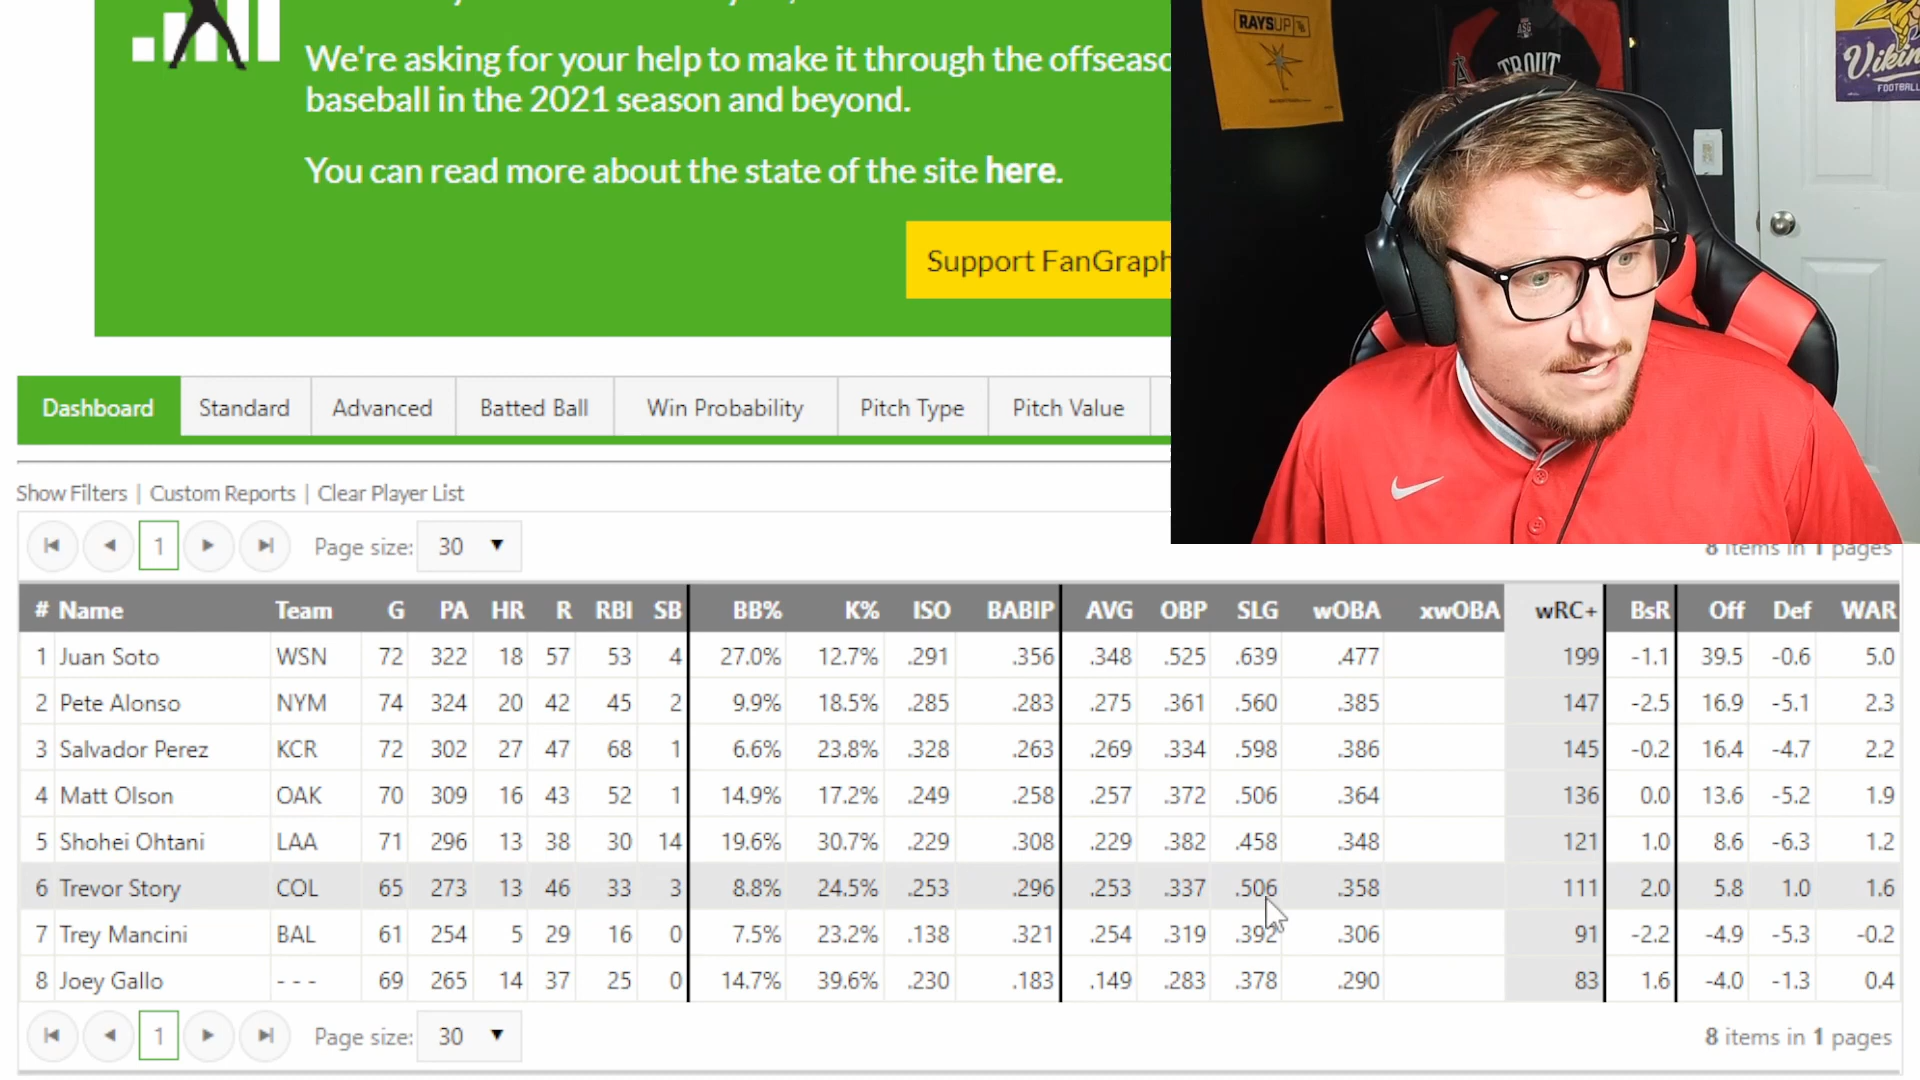 We're asking for your help to make it through the offseaso
baseball in the 2021 season and beyond.
You can read more about the state of the site here.
Support FanGraph
RAYSUP
ASG
TROUT
Vikin
FOOTBALL
Dashboard Standard Advanced Batted Ball Win Probability Pitch Type Pitch Value
Show Filters | Custom Reports | Clear Player List
1 Page size: 30 8 items in 1 pages
# Name Team G PA HR R RBI SB BB% K% ISO BABIP AVG OBP SLG wOBA xwOBA wRC+ BsR Off Def WAR
1 Juan Soto WSN 72 322 18 57 53 4 27.0% 12.7% .291 .356 .348 .525 .639 .477 199 -1.1 39.5 -0.6 5.0
2 Pete Alonso NYM 74 324 20 42 45 2 9.9% 18.5% .285 .283 .275 .361 .560 .385 147 -2.5 16.9 -5.1 2.3
3 Salvador Perez KCR 72 302 27 47 68 1 6.6% 23.8% .328 .263 .269 .334 .598 .386 145 -0.2 16.4 -4.7 2.2
4 Matt Olson OAK 70 309 16 43 52 1 14.9% 17.2% .249 .258 .257 .372 .506 .364 136 0.0 13.6 -5.2 1.9
5 Shohei Ohtani LAA 71 296 13 38 30 14 19.6% 30.7% .229 .308 .229 .382 .458 .348 121 1.0 8.6 -6.3 1.2
6 Trevor Story COL 65 273 13 46 33 3 8.8% 24.5% .253 .296 .253 .337 .506 .358 111 2.0 5.8 1.0 1.6
7 Trey Mancini BAL 61 254 5 29 16 0 7.5% 23.2% .138 .321 .254 .319 .392 .306 91 -2.2 -4.9 -5.3 -0.2
8 Joey Gallo - - - 69 265 14 37 25 0 14.7% 39.6% .230 .183 .149 .283 .378 .290 83 1.6 -4.0 -1.3 0.4
1 Page size: 30 8 items in 1 pages